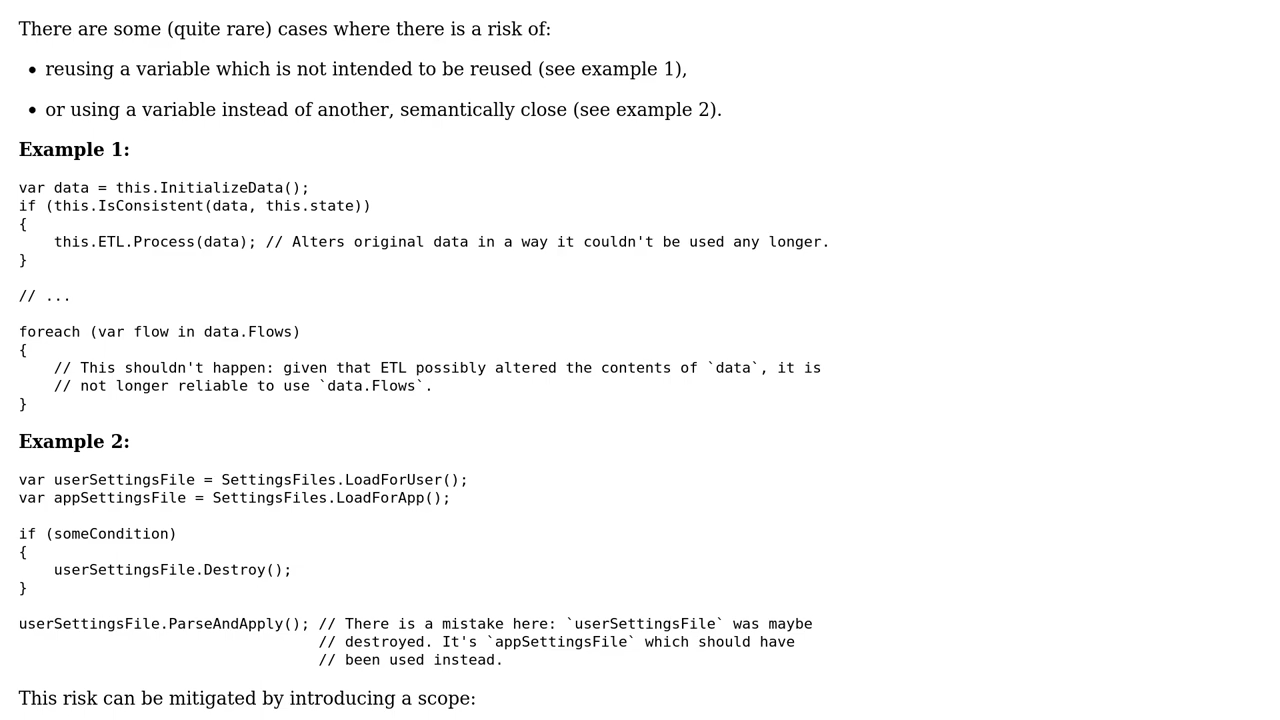 There are some (quite rare) cases where there is a risk of:
• reusing a variable which is not intended to be reused (see example 1),
• or using a variable instead of another, semantically close (see example 2).
Example 1:
var data = this.InitializeData();
if (this.IsConsistent(data, this.state))
{
    this.ETL.Process(data); // Alters original data in a way it couldn't be used any longer.
}
// ...
foreach (var flow in data.Flows)
{
    // This shouldn't happen: given that ETL possibly altered the contents of `data`, it is
    // not longer reliable to use `data.Flows`.
}
Example 2:
var userSettingsFile = SettingsFiles.LoadForUser();
var appSettingsFile = SettingsFiles.LoadForApp();
if (someCondition)
{
    userSettingsFile.Destroy();
}
userSettingsFile.ParseAndApply(); // There is a mistake here: `userSettingsFile` was maybe
                                  // destroyed. It's `appSettingsFile` which should have
                                  // been used instead.
This risk can be mitigated by introducing a scope: